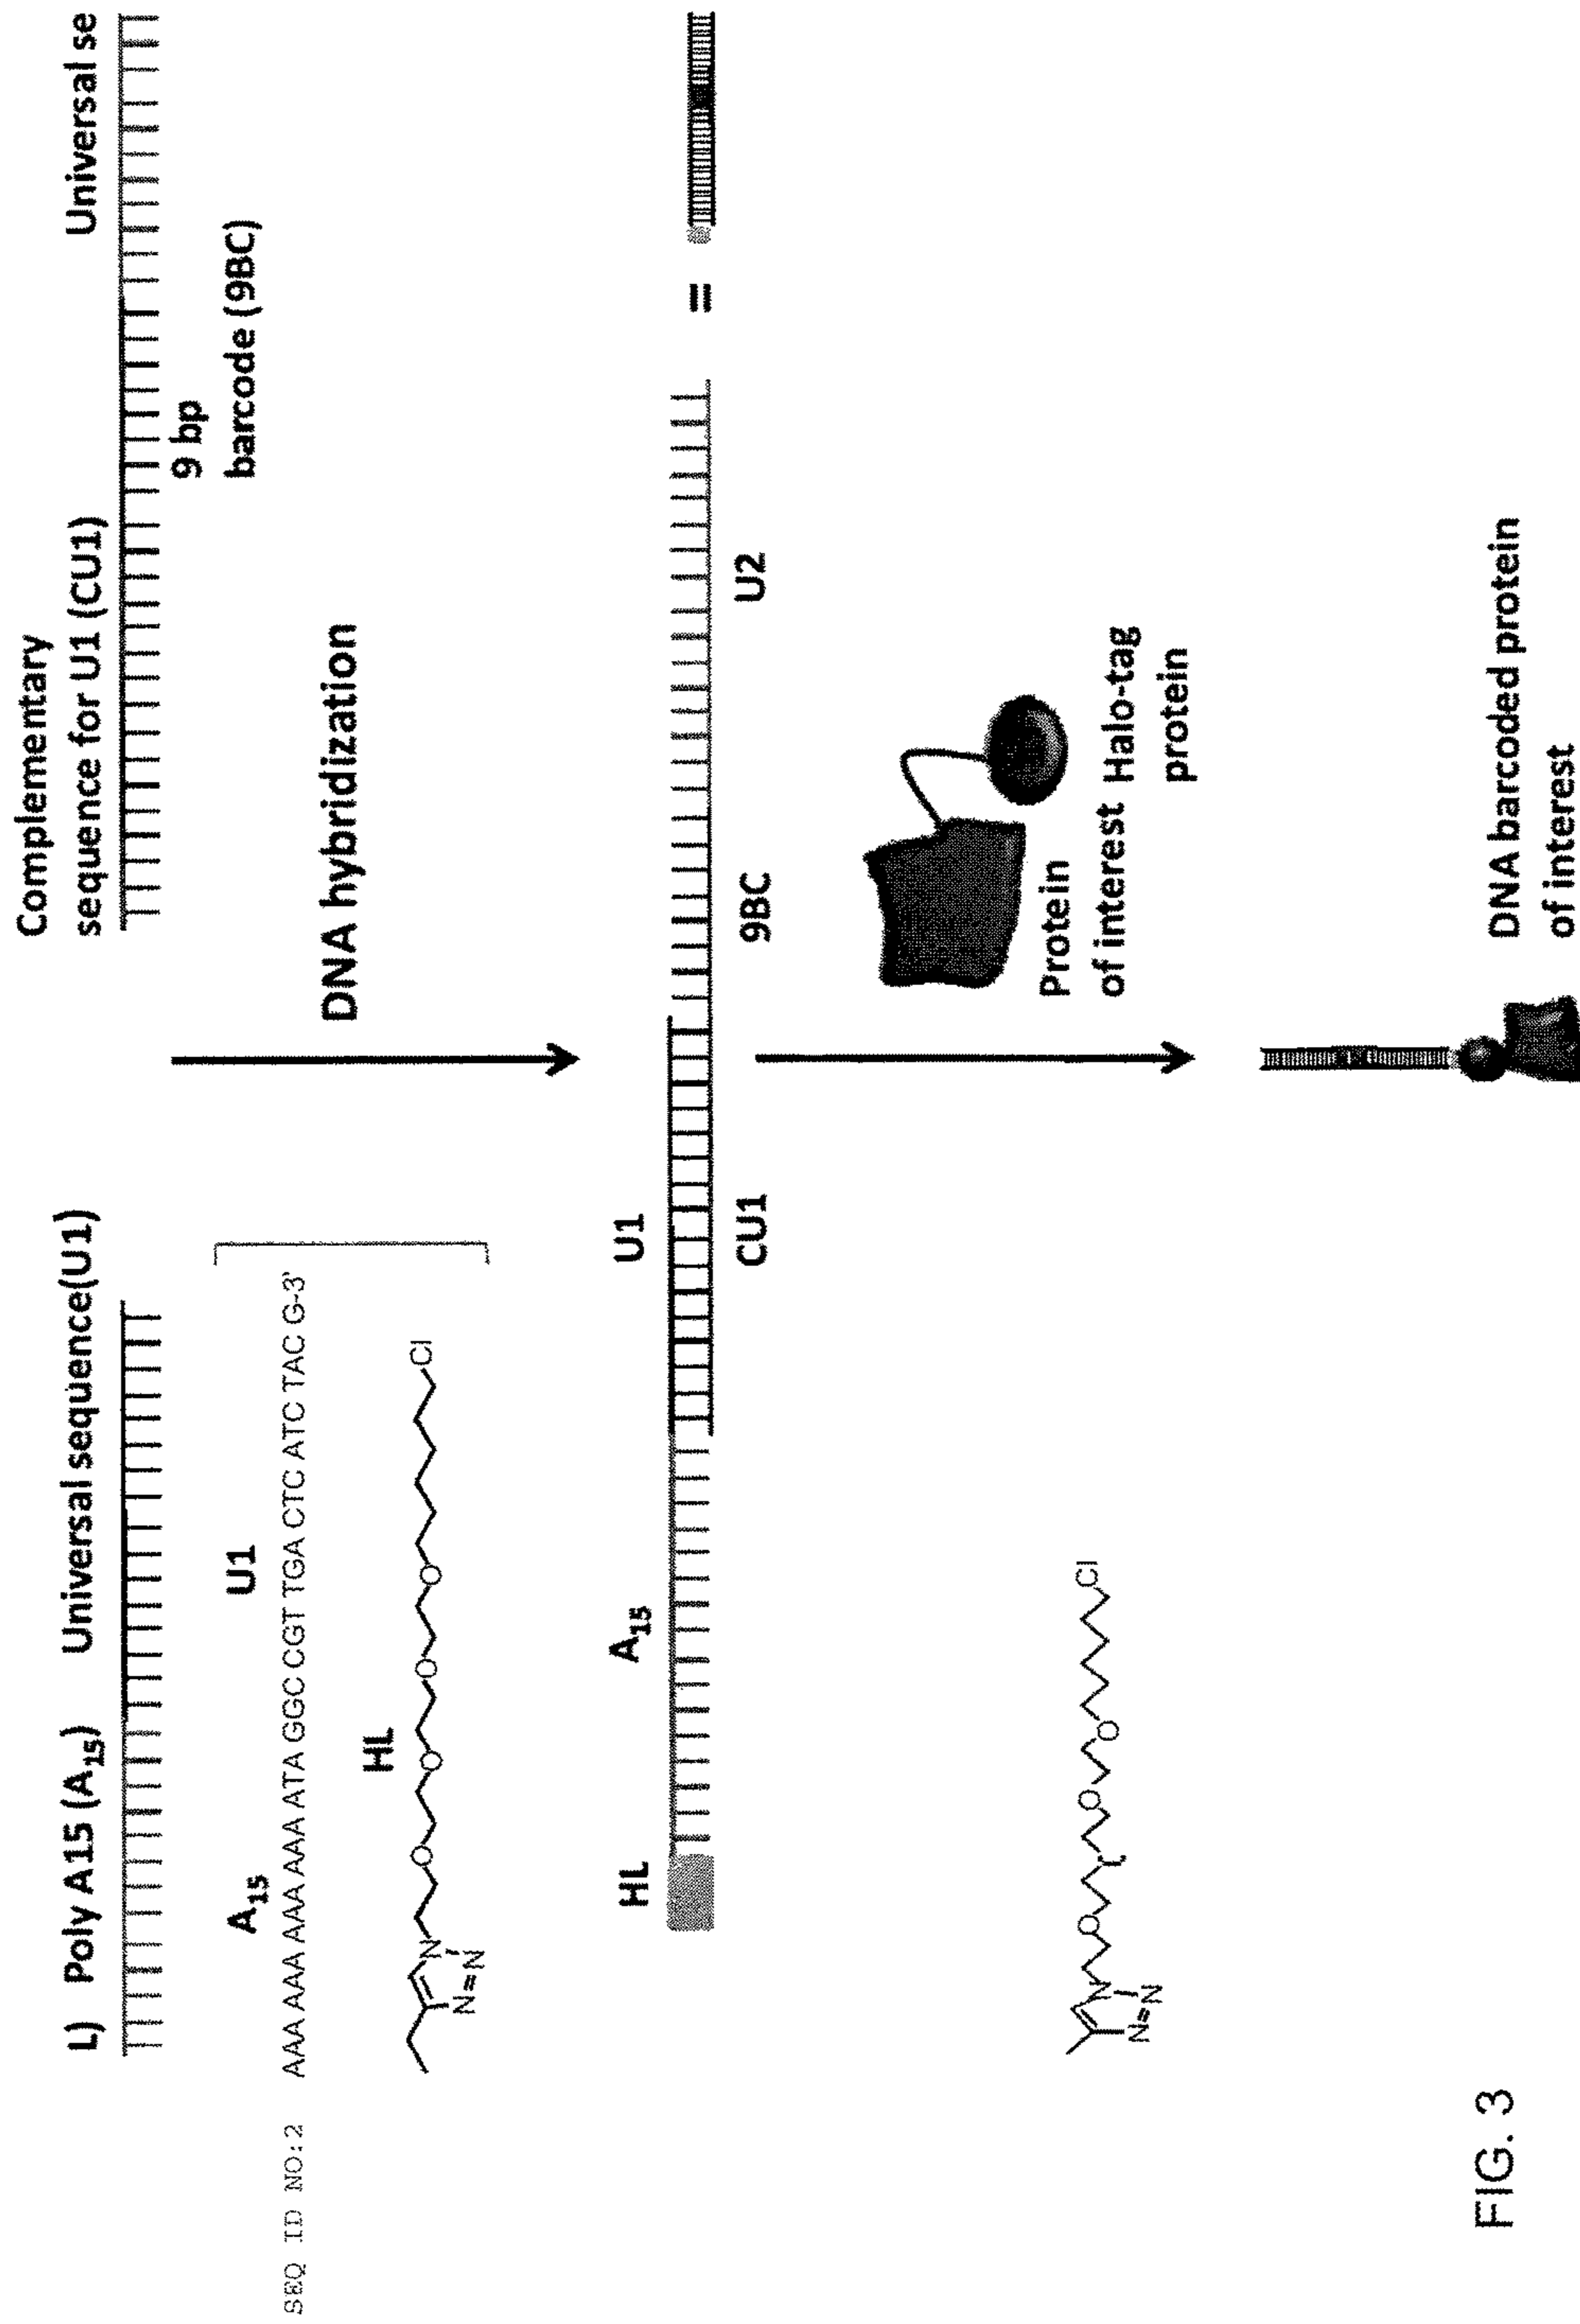 L) Poly A15 (A₁₅) Universal sequence(U1)
Complementary
sequence for U1 (CU1)
Universal se
9 bp
barcode (9BC)
A₁₅ U1
SEQ ID NO:2 AAA AAA AAA AAA AAA ATA GGC CGT TGA CTC ATC TAC G-3'
HL
N N=N O O O O Cl
DNA hybridization
HL A₁₅ U1
CU1 9BC U2
=
Protein
of interest
Halo-tag
protein
N N=N O O O Cl
DNA barcoded protein
of interest
FIG. 3